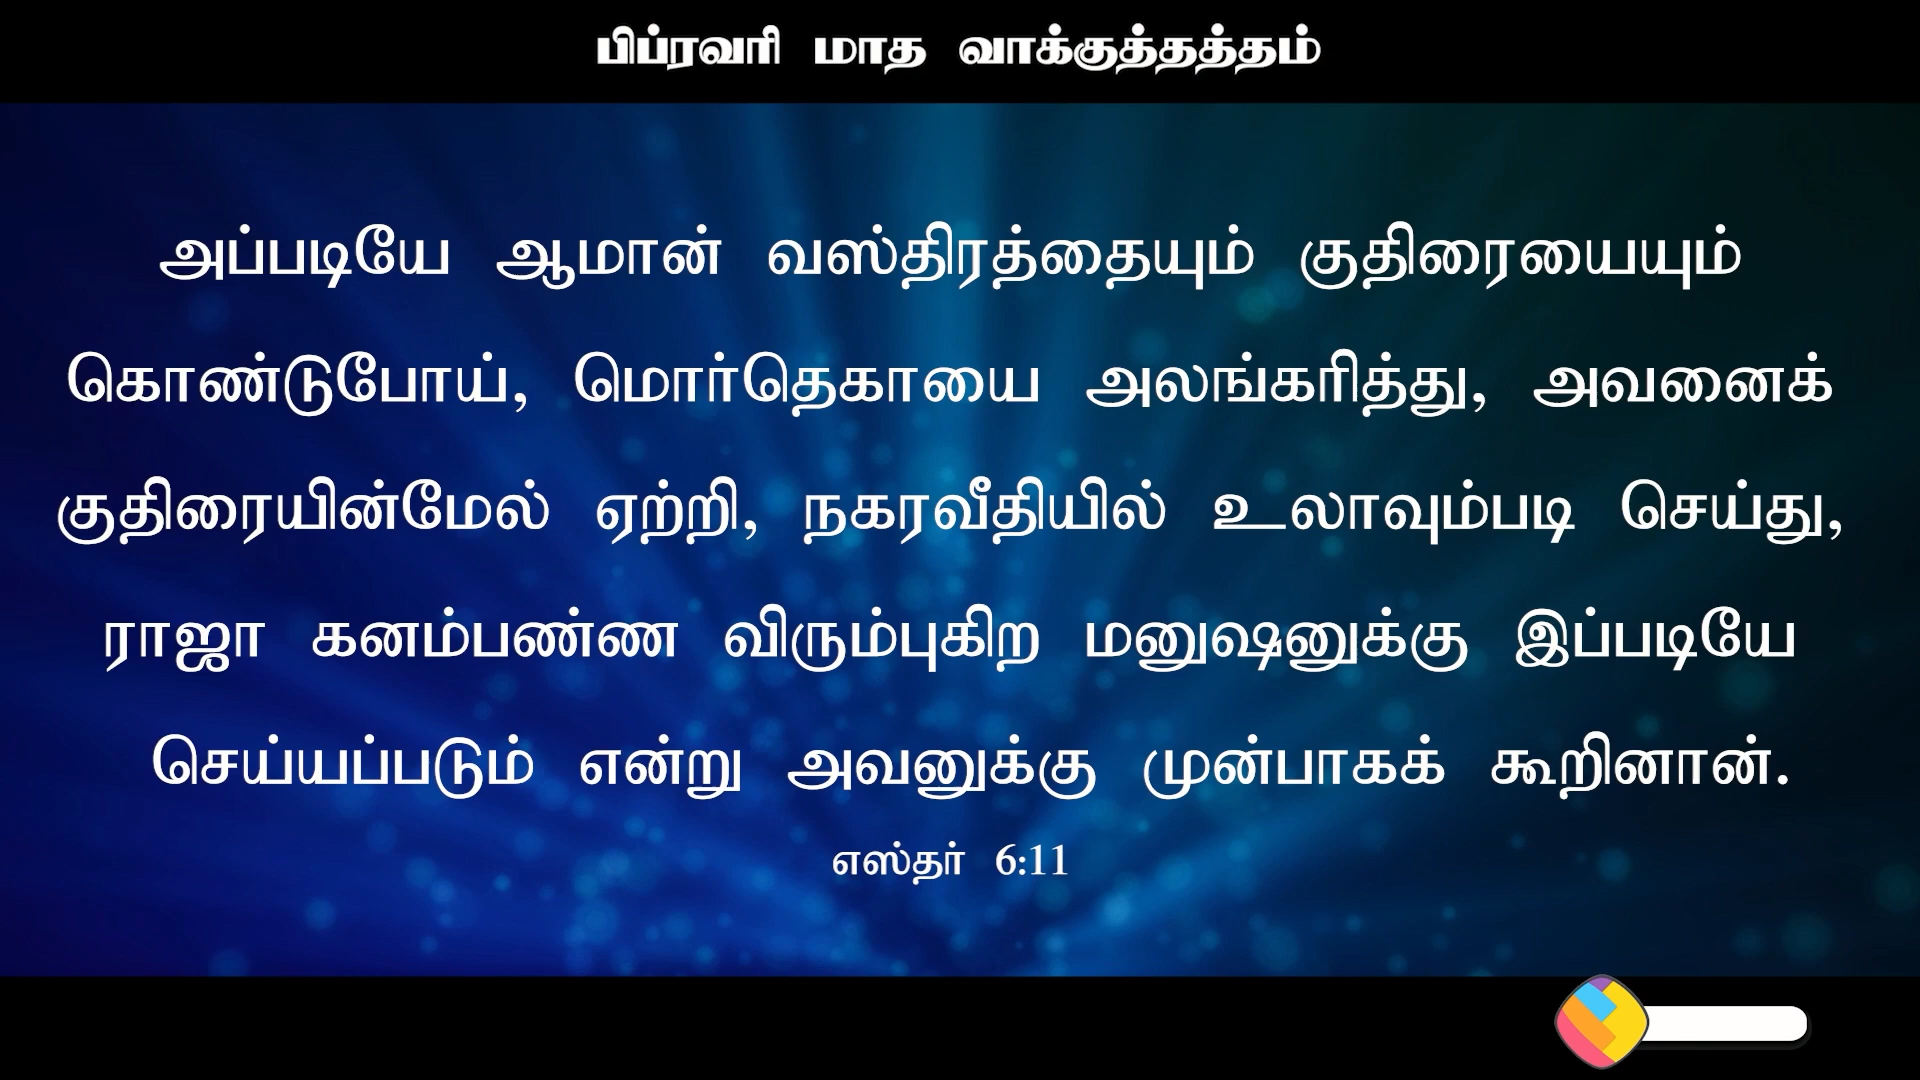 பிப்ரவரி மாத வாக்குத்தத்தம்
அப்படியே ஆமான் வஸ்திரத்தையும் குதிரையையும்
கொண்டுபோய், மொர்தெகாயை அலங்கரித்து, அவனைக்
குதிரையின்மேல் ஏற்றி, நகரவீதியில் உலாவும்படி செய்து,
ராஜா கனம்பண்ண விரும்புகிற மனுஷனுக்கு இப்படியே
செய்யப்படும் என்று அவனுக்கு முன்பாகக் கூறினான்.
எஸ்தர் 6:11